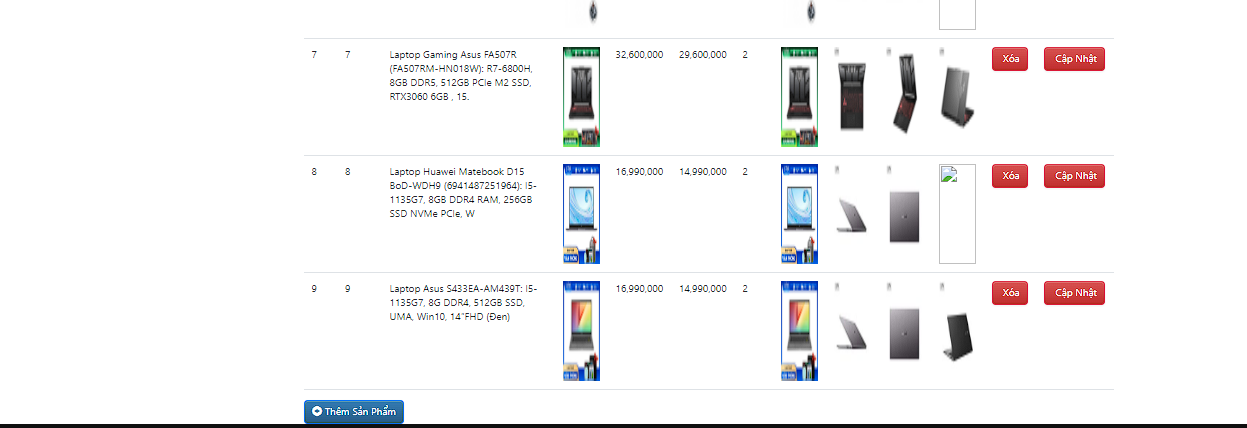 7 7 Laptop Gaming Asus FA507R 32,600,000 29,600,000 2 Xóa Cập Nhật
(FA507RM-HN018W): R7-6800H,
8GB DDR5, 512GB PCIe M2 SSD,
RTX3060 6GB , 15.
8 8 Laptop Huawei Matebook D15 16,990,000 14,990,000 2 Xóa Cập Nhật
BoD-WDH9 (6941487251964): I5-
1135G7, 8GB DDR4 RAM, 256GB
SSD NVMe PCIe, W
9 9 Laptop Asus S433EA-AM439T: I5- 16,990,000 14,990,000 2 Xóa Cập Nhật
1135G7, 8G DDR4, 512GB SSD,
UMA, Win10, 14"FHD (Đen)
Thêm Sản Phẩm